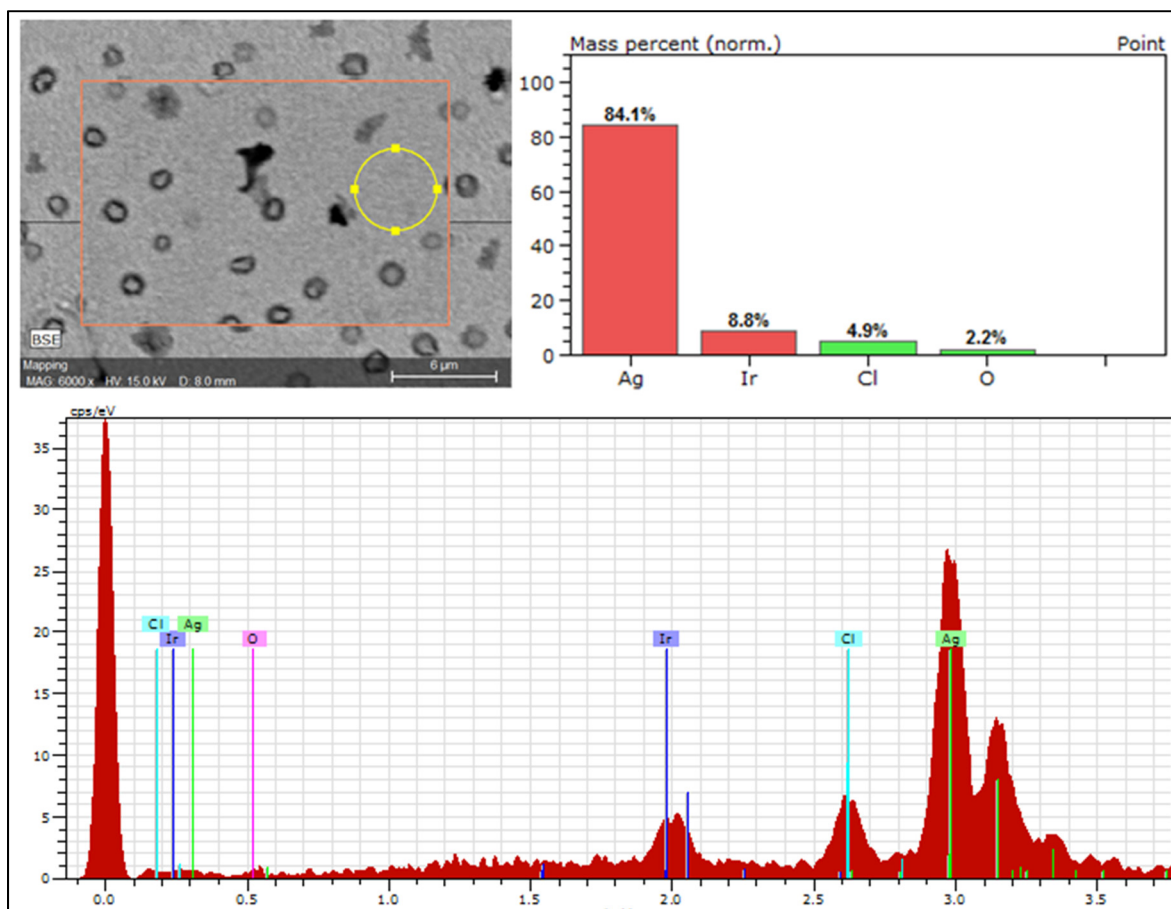 BSE
Mapping
MAG: 6000 x HV: 15.0 kV D: 8.0 mm
6 µm
Mass percent (norm.) Point
100
80
60
40
20
0
84.1%
8.8%
4.9%
2.2%
Ag Ir Cl O
cps/eV
35
30
25
20
15
10
5
0
Cl Ir Ag O Ir Cl Ag
0.0 0.5 1.0 1.5 2.0 2.5 3.0 3.5